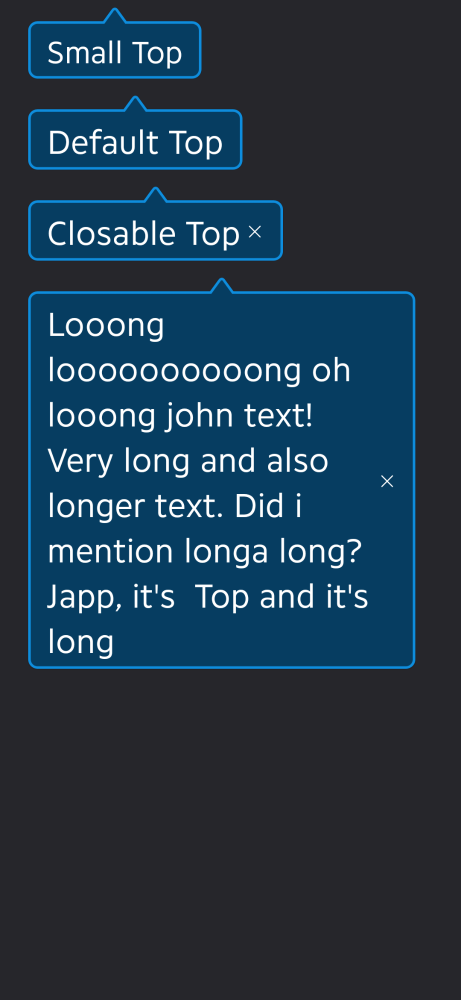 Small Top
Default Top
Closable Top ×
Looong
looooooooooong oh
looong john text!
Very long and also
longer text. Did i
mention longa long?
Japp, it's  Top and it's
long
×